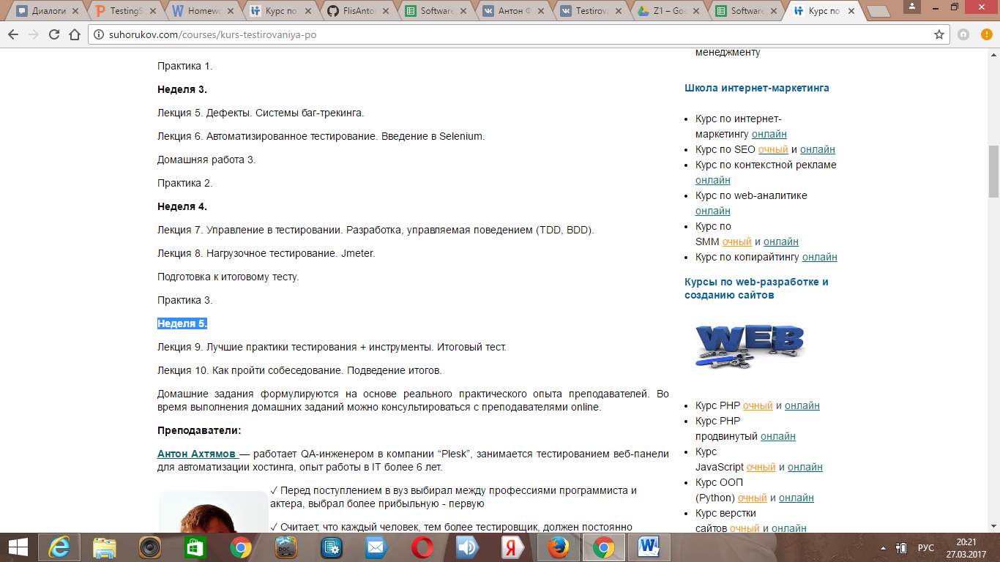 Диалоги
TestingS
Homew
Курс по
FlisAnto
Software
Антон Ф
Testirova
Z1 – Goo
Software
Курс по
suhorukov.com/courses/kurs-testirovaniya-po
Практика 1.
Неделя 3.
Лекция 5. Дефекты. Системы баг-трекинга.
Лекция 6. Автоматизированное тестирование. Введение в Selenium.
Домашняя работа 3.
Практика 2.
Неделя 4.
Лекция 7. Управление в тестировании. Разработка, управляемая поведением (TDD, BDD).
Лекция 8. Нагрузочное тестирование. Jmeter.
Подготовка к итоговому тесту.
Практика 3.
Неделя 5.
Лекция 9. Лучшие практики тестирования + инструменты. Итоговый тест.
Лекция 10. Как пройти собеседование. Подведение итогов.
Домашние задания формулируются на основе реального практического опыта преподавателей. Во
время выполнения домашних заданий можно консультироваться с преподавателями online.
Преподаватели:
Антон Ахтямов — работает QA-инженером в компании “Plesk”, занимается тестированием веб-панели
для автоматизации хостинга, опыт работы в IT более 6 лет.
✓ Перед поступлением в вуз выбирал между профессиями программиста и
актера, выбрал более прибыльную - первую
✓ Считает, что каждый человек, тем более тестировщик, должен постоянно
менеджменту
Школа интернет-маркетинга
• Курс по интернет-
маркетингу онлайн
• Курс по SEO очный и онлайн
• Курс по контекстной рекламе
онлайн
• Курс по web-аналитике
онлайн
• Курс по
SMM очный и онлайн
• Курс по копирайтингу онлайн
Курсы по web-разработке и
созданию сайтов
WEB
• Курс PHP очный и онлайн
• Курс PHP
продвинутый онлайн
• Курс
JavaScript очный и онлайн
• Курс ООП
(Python) очный и онлайн
• Курс верстки
сайтов очный и онлайн
DOC
РУС
20:21
27.03.2017